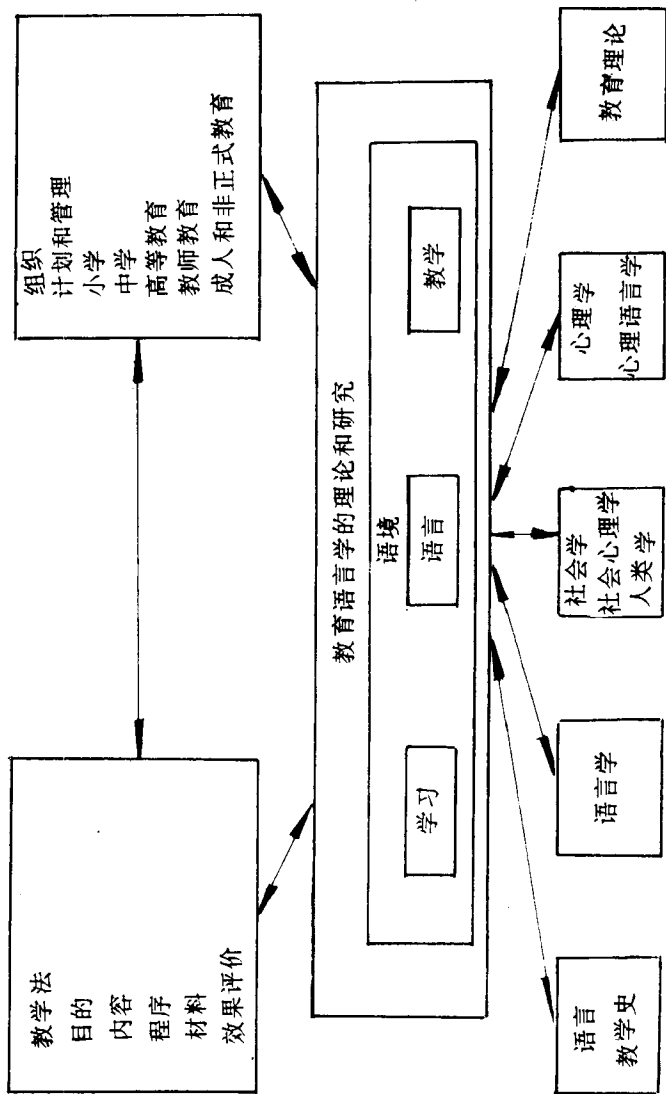 教学法
目的
内容
程序
材料
效果评价
组织
计划和管理
小学
中学
高等教育
教师教育
成人和非正式教育
教育语言学的理论和研究
语境
学习
语言
教学
语言
教学史
语言学
社会学
社会心理学
人类学
心理学
心理语言学
教育理论